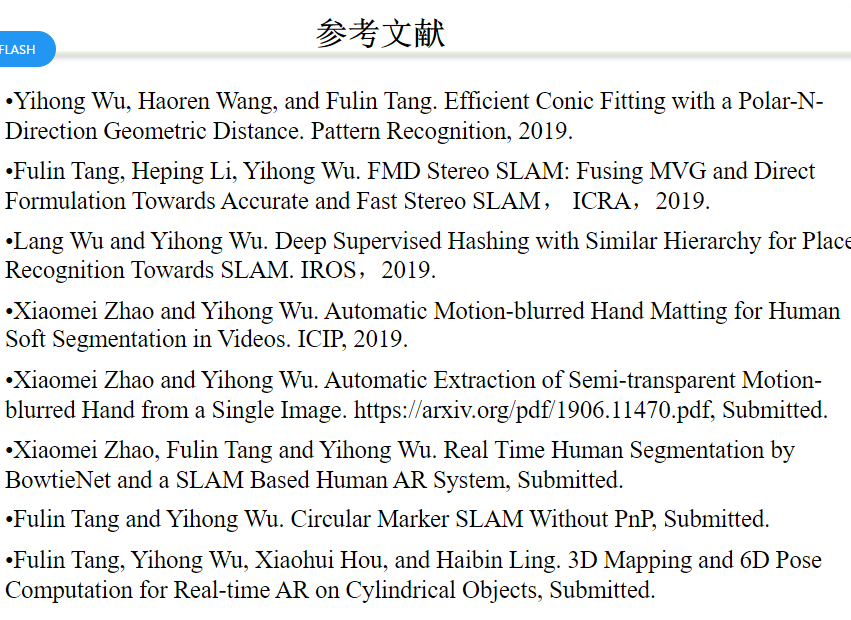 参考文献
FLASH
•Yihong Wu, Haoren Wang, and Fulin Tang. Efficient Conic Fitting with a Polar-N-
Direction Geometric Distance. Pattern Recognition, 2019.
•Fulin Tang, Heping Li, Yihong Wu. FMD Stereo SLAM: Fusing MVG and Direct
Formulation Towards Accurate and Fast Stereo SLAM， ICRA，2019.
•Lang Wu and Yihong Wu. Deep Supervised Hashing with Similar Hierarchy for Place
Recognition Towards SLAM. IROS，2019.
•Xiaomei Zhao and Yihong Wu. Automatic Motion-blurred Hand Matting for Human
Soft Segmentation in Videos. ICIP, 2019.
•Xiaomei Zhao and Yihong Wu. Automatic Extraction of Semi-transparent Motion-
blurred Hand from a Single Image. https://arxiv.org/pdf/1906.11470.pdf, Submitted.
•Xiaomei Zhao, Fulin Tang and Yihong Wu. Real Time Human Segmentation by
BowtieNet and a SLAM Based Human AR System, Submitted.
•Fulin Tang and Yihong Wu. Circular Marker SLAM Without PnP, Submitted.
•Fulin Tang, Yihong Wu, Xiaohui Hou, and Haibin Ling. 3D Mapping and 6D Pose
Computation for Real-time AR on Cylindrical Objects, Submitted.